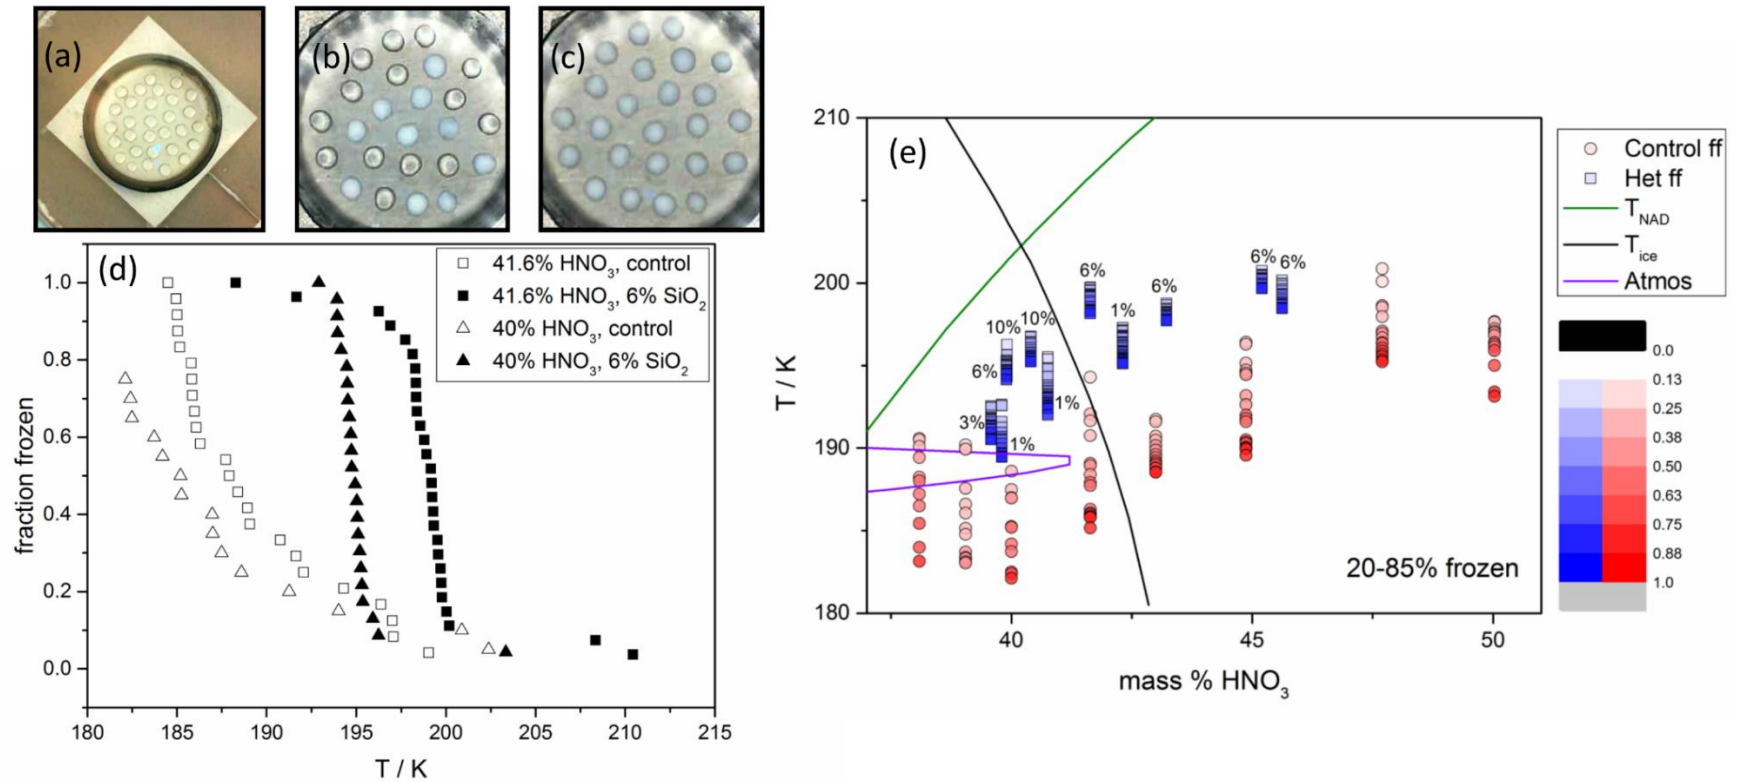 (a)
(b)
(c)
(d)
41.6% HNO3, control
41.6% HNO3, 6% SiO2
40% HNO3, control
40% HNO3, 6% SiO2
1.0
0.8
0.6
0.4
0.2
0.0
fraction frozen
180
185
190
195
200
205
210
215
T / K
(e)
210
200
190
180
T / K
6%
6%
6%
6%
1%
10%
10%
6%
1%
3%
1%
20-85% frozen
40
45
50
mass % HNO3
Control ff
Het ff
TNAD
Tice
Atmos
0.0
0.13
0.25
0.38
0.50
0.63
0.75
0.88
1.0